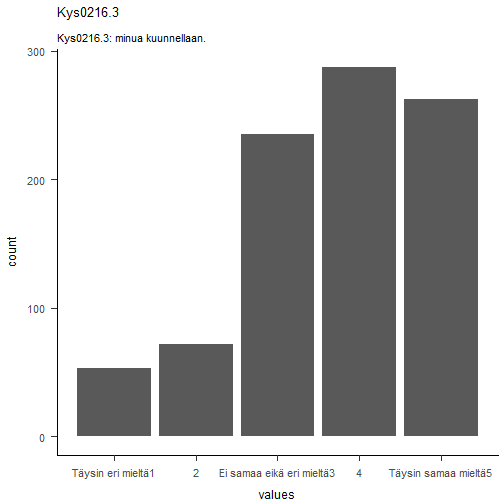 Kys0216.3
Kys0216.3: minua kuunnellaan.
300
200
100
0
count
Täysin eri mieltä1 2 Ei samaa eikä eri mieltä3 4 Täysin samaa mieltä5
values